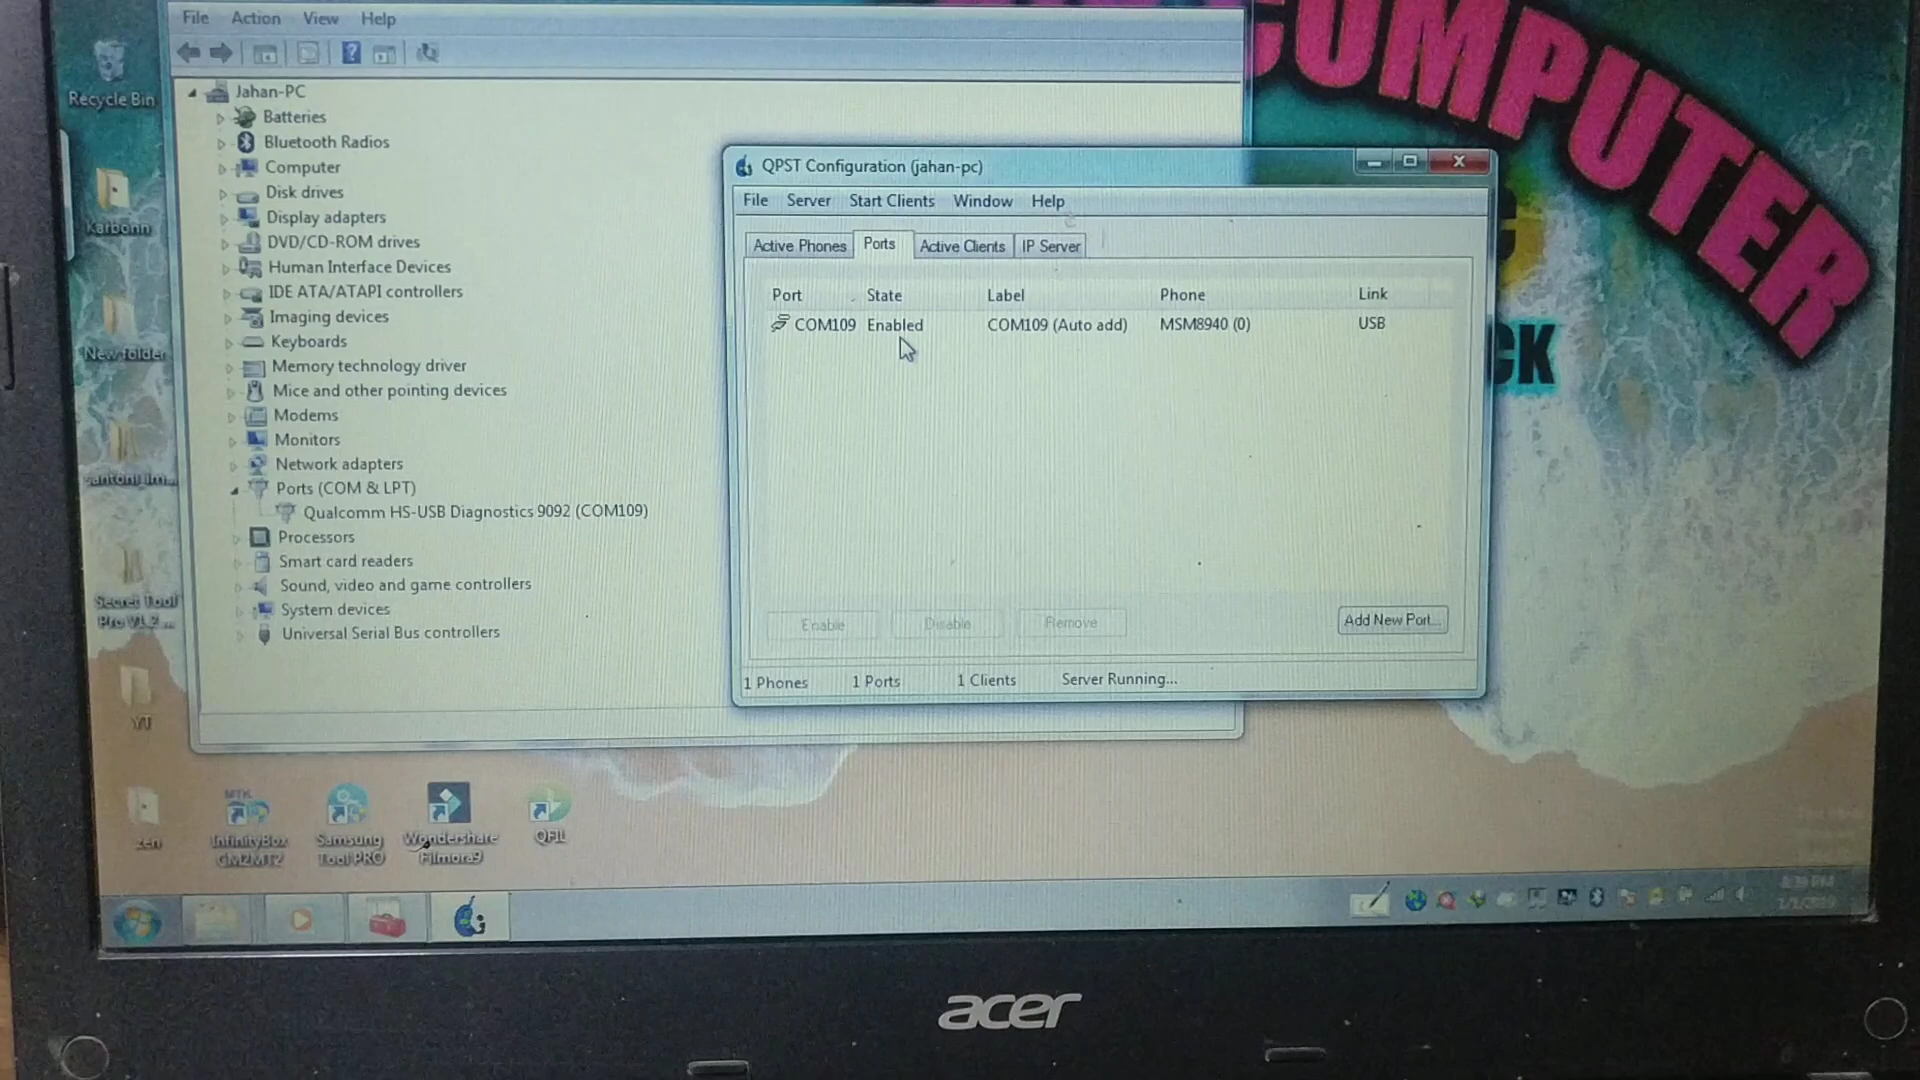 File Action View Help
Recycle Bin
Karbonn
New folder
Secret Tool
YT
zen
Jahan-PC
Batteries
Bluetooth Radios
Computer
Disk drives
Display adapters
DVD/CD-ROM drives
Human Interface Devices
IDE ATA/ATAPI controllers
Imaging devices
Keyboards
Memory technology driver
Mice and other pointing devices
Modems
Monitors
Network adapters
Ports (COM & LPT)
Qualcomm HS-USB Diagnostics 9092 (COM109)
Processors
Smart card readers
Sound, video and game controllers
System devices
Universal Serial Bus controllers
QPST Configuration (jahan-pc)
File Server Start Clients Window Help
Active Phones Ports Active Clients IP Server
Port State Label Phone Link
COM109 Enabled COM109 (Auto add) MSM8940 (0) USB
Enable Disable Remove Add New Port...
1 Phones 1 Ports 1 Clients Server Running...
COMPUTER
CK
InfinityBox
CM2MT2
Samsung
Tool PRO
Wondershare
Filmora9
QFIL
acer